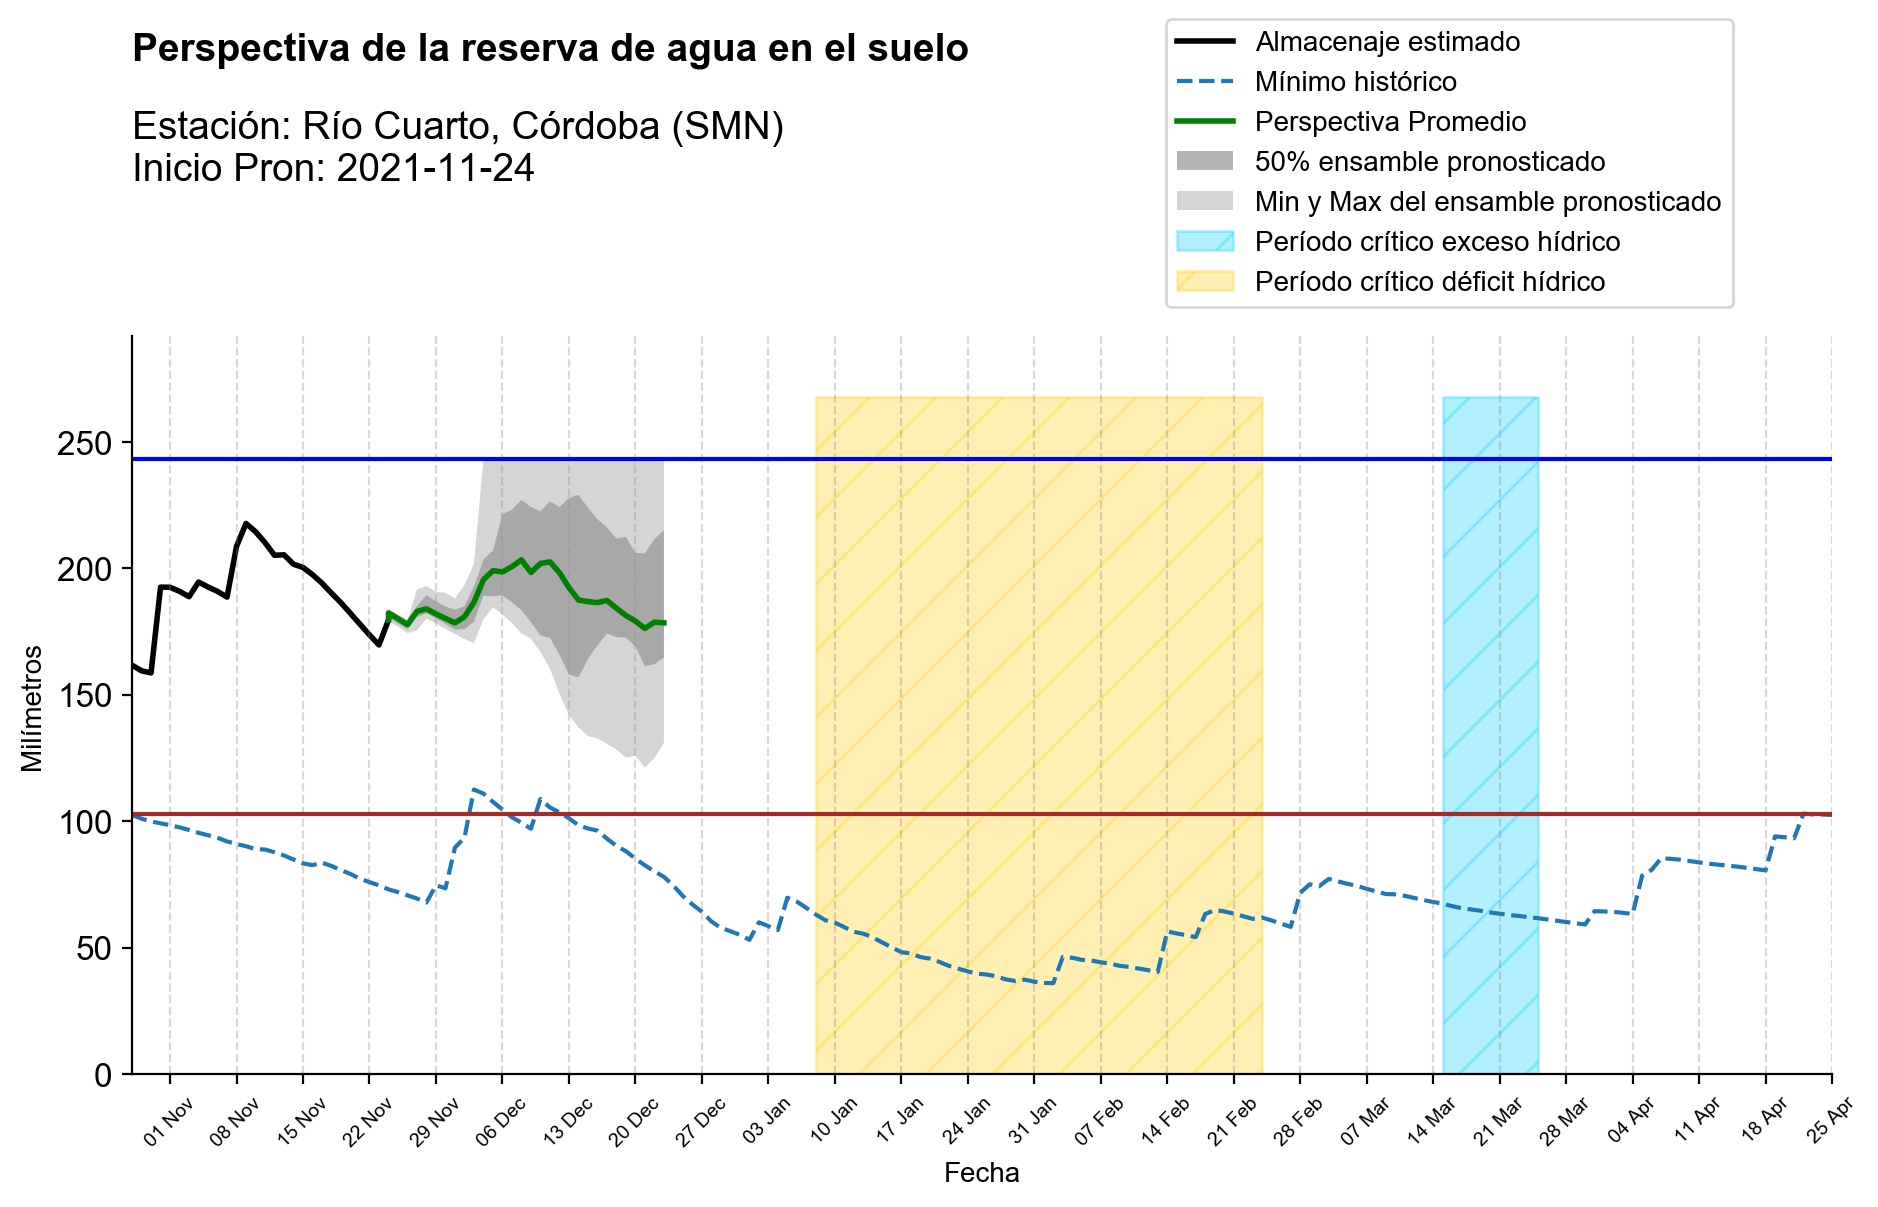 Perspectiva de la reserva de agua en el suelo
Estación: Río Cuarto, Córdoba (SMN)
Inicio Pron: 2021-11-24
Almacenaje estimado
Mínimo histórico
Perspectiva Promedio
50% ensamble pronosticado
Min y Max del ensamble pronosticado
Período crítico exceso hídrico
Período crítico déficit hídrico
Milímetros
250
200
150
100
50
0
01 Nov
08 Nov
15 Nov
22 Nov
29 Nov
06 Dec
13 Dec
20 Dec
27 Dec
03 Jan
10 Jan
17 Jan
24 Jan
31 Jan
07 Feb
14 Feb
21 Feb
28 Feb
07 Mar
14 Mar
21 Mar
28 Mar
04 Apr
11 Apr
18 Apr
25 Apr
Fecha